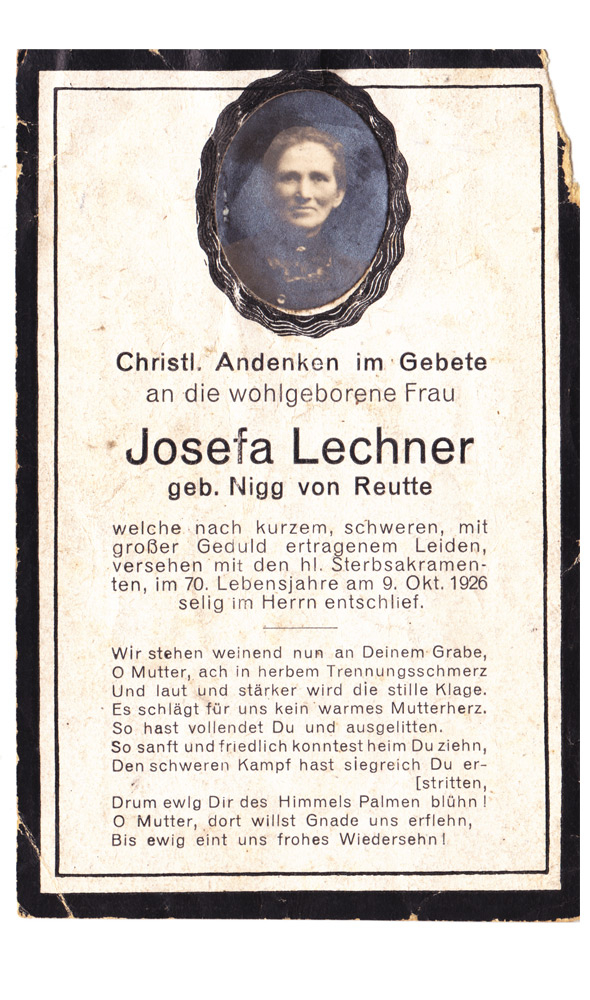 Christl. Andenken im Gebete
an die wohlgeborene Frau
Josefa Lechner
geb. Nigg von Reutte
welche nach kurzem, schweren, mit
großer Geduld ertragenem Leiden,
versehen mit den hl. Sterbsakramen-
ten, im 70. Lebensjahre am 9. Okt. 1926
selig im Herrn entschlief.
Wir stehen weinend nun an Deinem Grabe,
O Mutter, ach in herbem Trennungsschmerz
Und laut und stärker wird die stille Klage.
Es schlägt für uns kein warmes Mutterherz.
So hast vollendet Du und ausgelitten.
So sanft und friedlich konntest heim Du ziehn,
Den schweren Kampf hast siegreich Du er-
[stritten,
Drum ewig Dir des Himmels Palmen blühn!
O Mutter, dort willst Gnade uns erflehn,
Bis ewig eint uns frohes Wiedersehn!